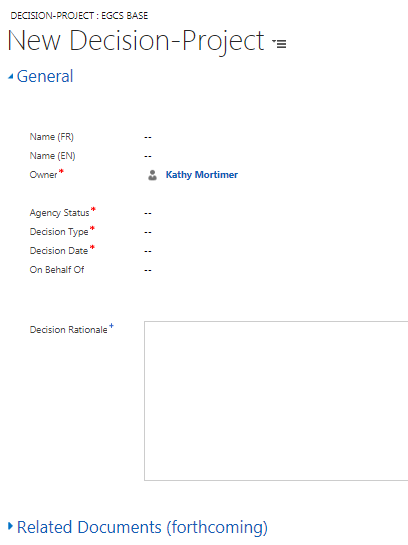 DECISION-PROJECT : EGCS BASE
New Decision-Project
General
Name (FR) --
Name (EN) --
Owner* Kathy Mortimer
Agency Status* --
Decision Type* --
Decision Date* --
On Behalf Of --
Decision Rationale+
Related Documents (forthcoming)